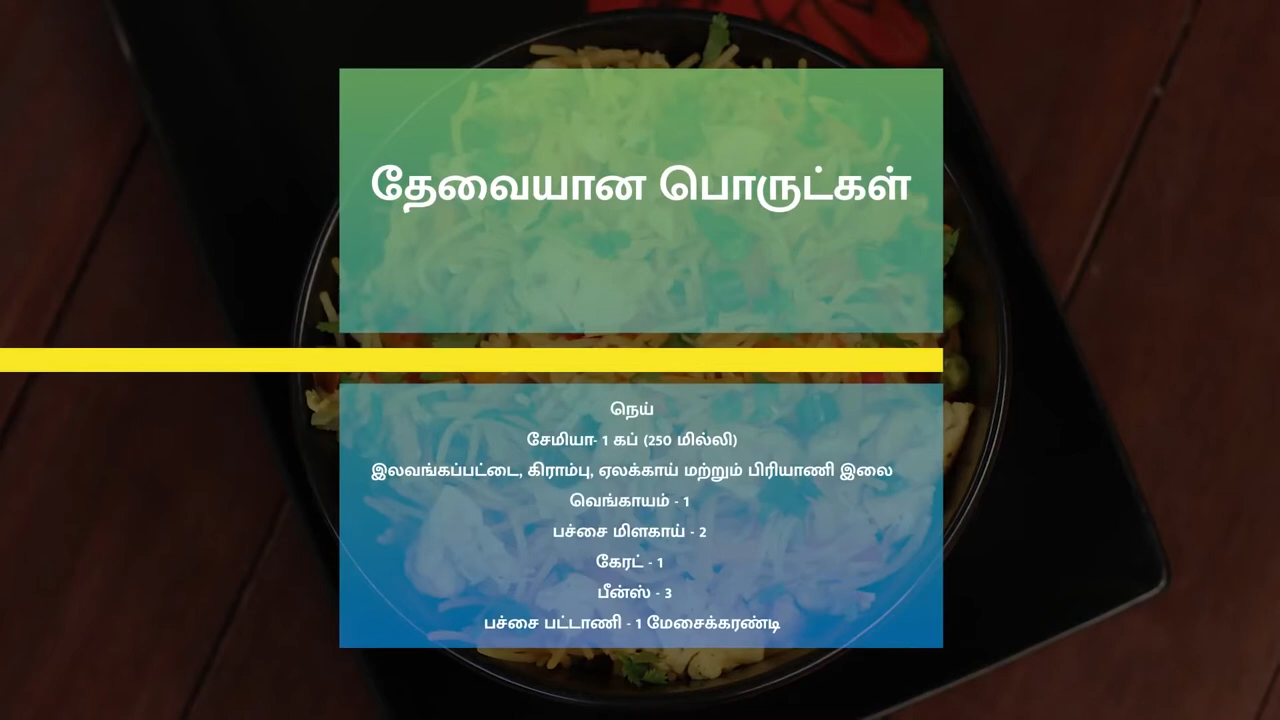 தேவையான பொருட்கள்
நெய்
சேமியா- 1 கப் (250 மில்லி)
இலவங்கப்பட்டை, கிராம்பு, ஏலக்காய் மற்றும் பிரியாணி இலை
வெங்காயம் - 1
பச்சை மிளகாய் - 2
கேரட் - 1
பீன்ஸ் - 3
பச்சை பட்டாணி - 1 மேசைக்கரண்டி